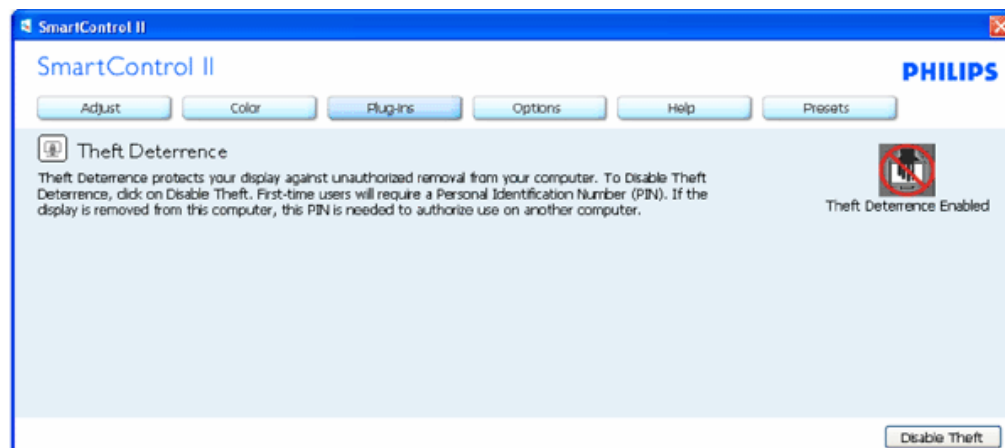 SmartControl II
SmartControl II
PHILIPS
Adjust Color Plug-Ins Options Help Presets
Theft Deterrence
Theft Deterrence protects your display against unauthorized removal from your computer. To Disable Theft
Deterrence, click on Disable Theft. First-time users will require a Personal Identification Number (PIN). If the
display is removed from this computer, this PIN is needed to authorize use on another computer.
Theft Deterrence Enabled
Disable Theft